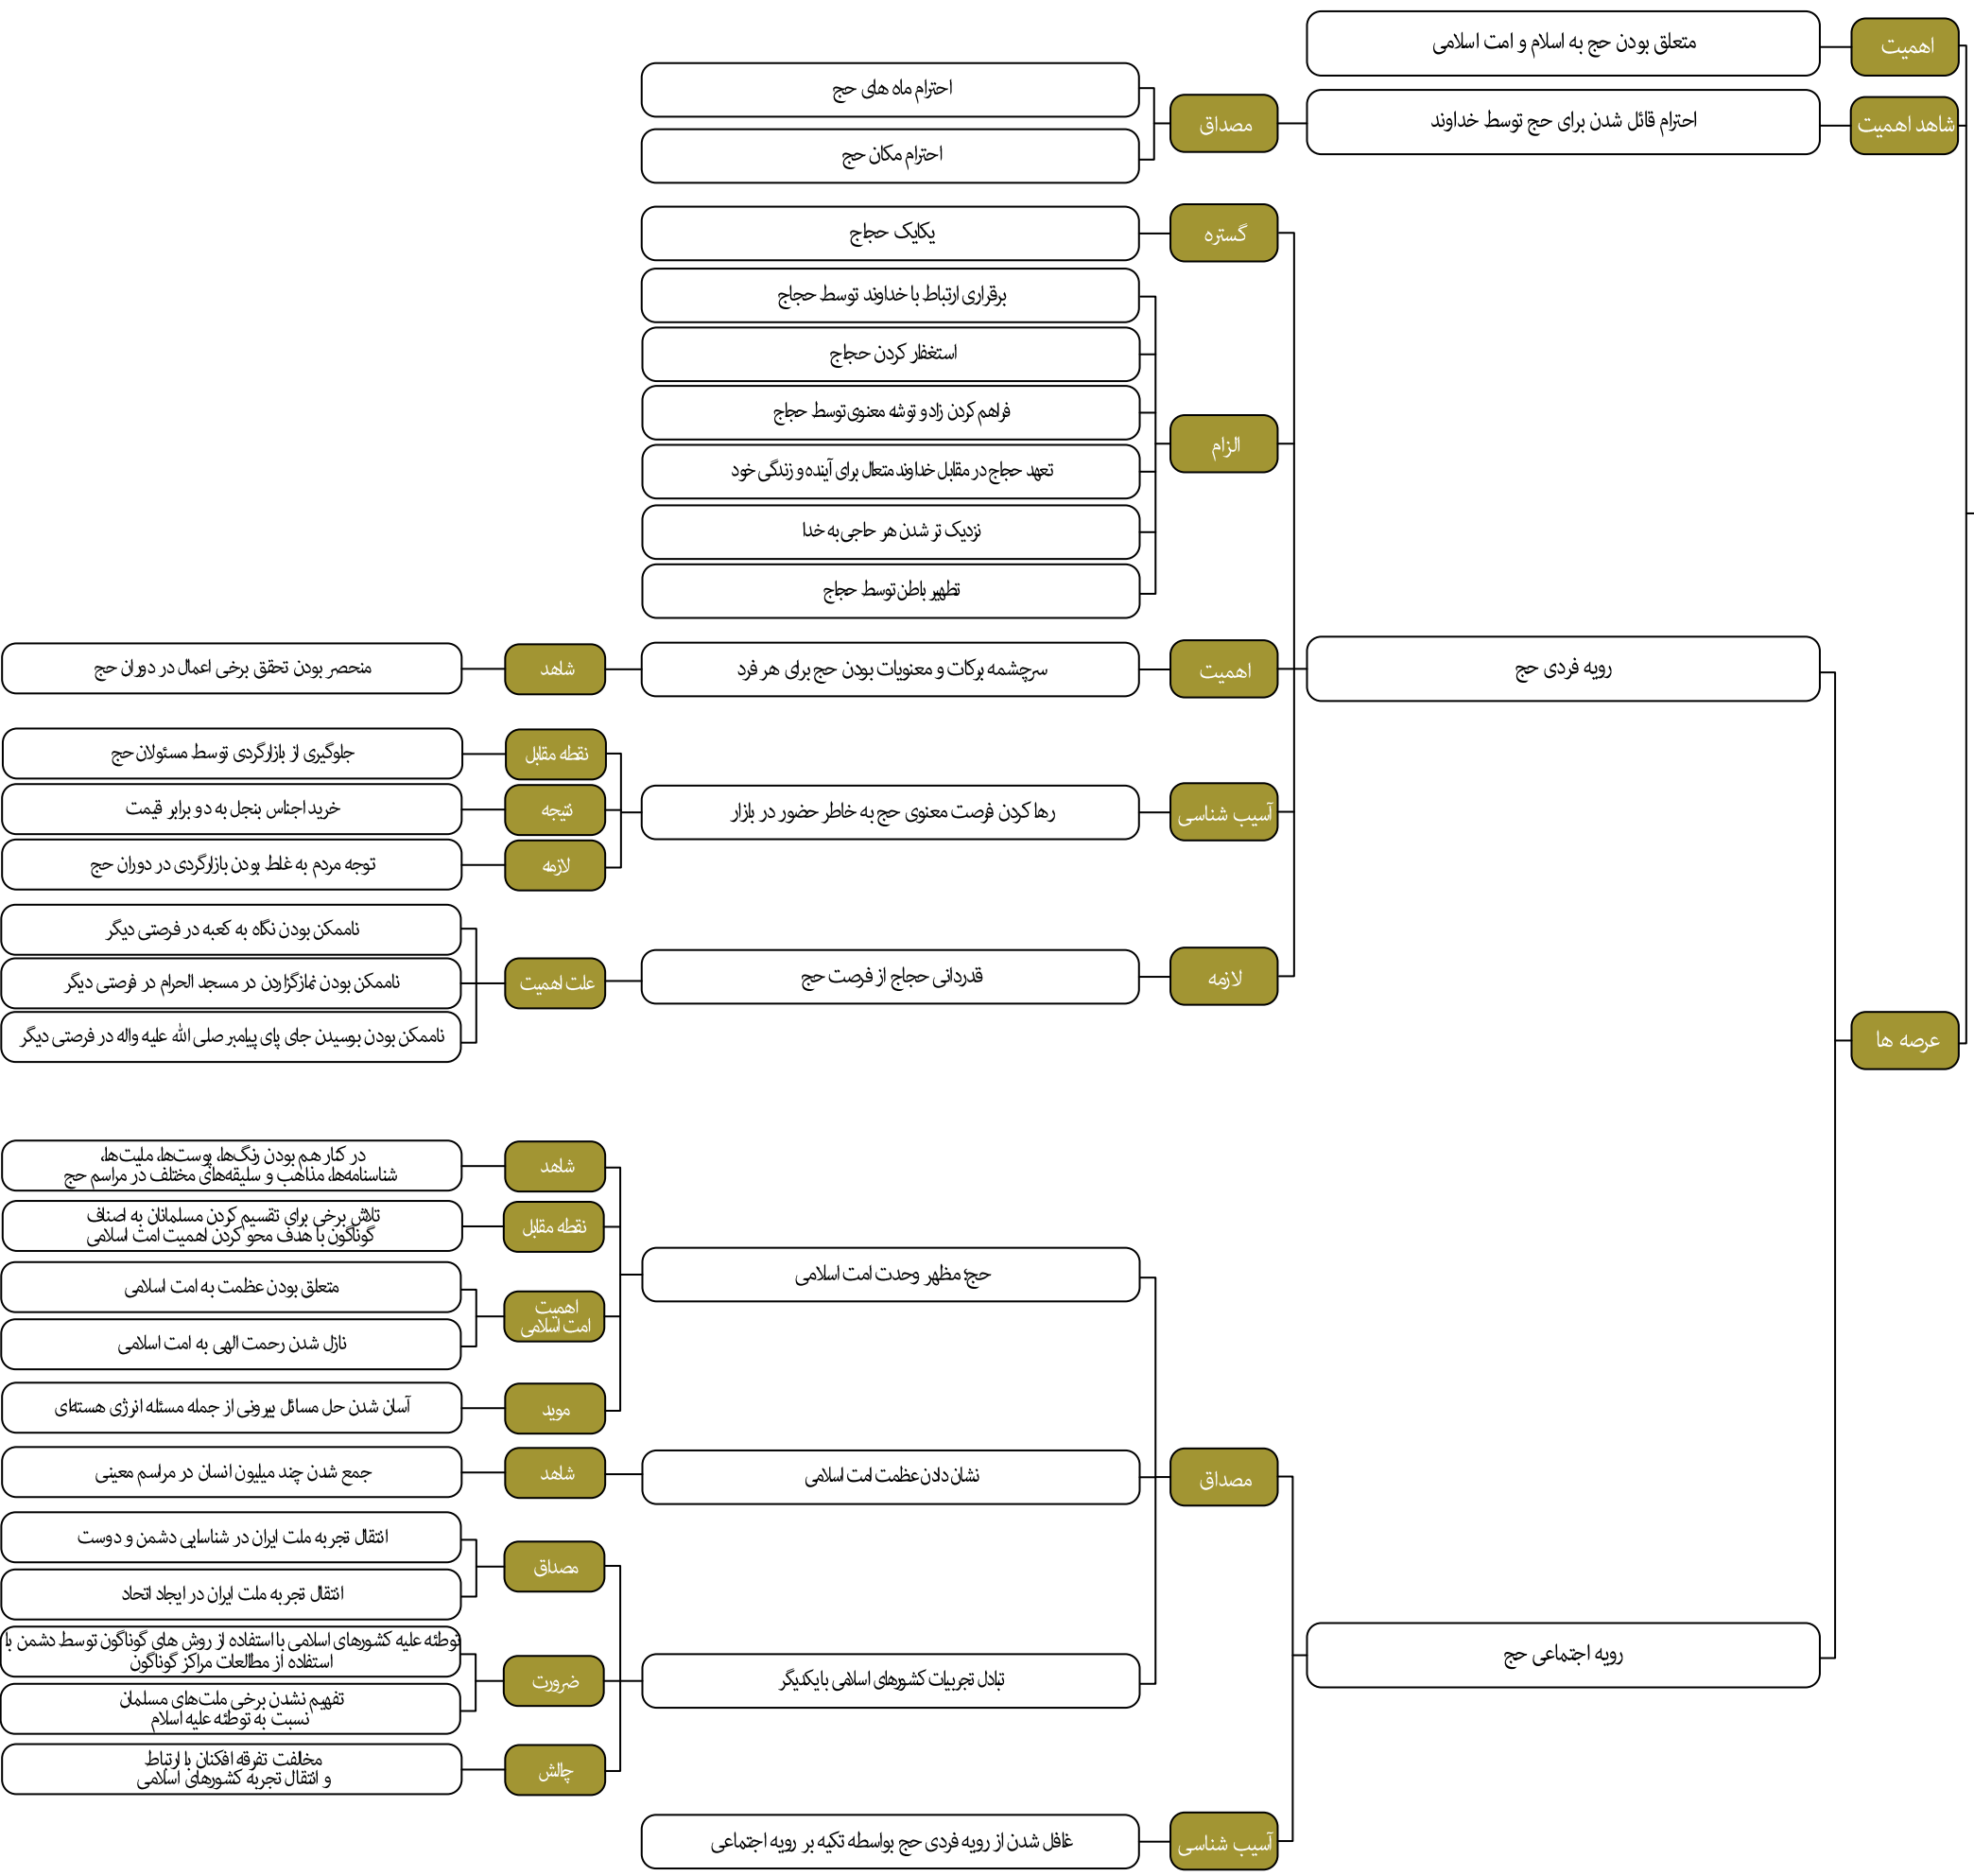 اهمیت
متعلق بودن حج به اسلام و امت اسلامی
شاهد اهمیت
احترام قائل شدن برای حج توسط خداوند
مصداق
احترام ماه های حج
احترام مکان حج
عرصه ها
رویه فردی حج
گستره
یکایک حجاج
الزام
برقراری ارتباط با خداوند توسط حجاج
استغفار کردن حجاج
فراهم کردن زاد و توشه معنوی توسط حجاج
تعهد حجاج در مقابل خداوند متعال برای آینده و زندگی خود
نزدیک تر شدن هر حاجی به خدا
تطهیر باطن توسط حجاج
اهمیت
سرچشمه برکات و معنویات بودن حج برای هر فرد
شاهد
منحصر بودن تحقق برخی اعمال در دوران حج
آسیب شناسی
رها کردن فرصت معنوی حج به خاطر حضور در بازار
نقطه مقابل
جلوگیری از بازارگردی توسط مسئولان حج
نتیجه
خرید اجناس بنجل به دو برابر قیمت
لازمه
توجه مردم به غلط بودن بازارگردی در دوران حج
لازمه
قدردانی حجاج از فرصت حج
علت اهمیت
ناممکن بودن نگاه به کعبه در فرصتی دیگر
ناممکن بودن نمازگزاردن در مسجد الحرام در فرصتی دیگر
ناممکن بودن بوسیدن جای پای پیامبر صلی الله علیه واله در فرصتی دیگر
رویه اجتماعی حج
مصداق
حج؛ مظهر وحدت امت اسلامی
شاهد
در کنار هم بودن رنگ‌ها، پوست‌ها، ملیت‌ها،
شناسنامه‌ها، مذاهب و سلیقه‌های مختلف در مراسم حج
نقطه مقابل
تلاش برخی برای تقسیم کردن مسلمانان به اصناف
گوناگون با هدف محو کردن اهمیت امت اسلامی
اهمیت
امت اسلامی
متعلق بودن عظمت به امت اسلامی
نازل شدن رحمت الهی به امت اسلامی
موید
آسان شدن حل مسائل بیرونی از جمله مسئله انرژی هسته‌ای
نشان دادن عظمت امت اسلامی
شاهد
جمع شدن چند میلیون انسان در مراسم معینی
تبادل تجربیات کشورهای اسلامی با یکدیگر
مصداق
انتقال تجربه ملت ایران در شناسایی دشمن و دوست
انتقال تجربه ملت ایران در ایجاد اتحاد
ضرورت
توطئه علیه کشورهای اسلامی با استفاده از روش های گوناگون توسط دشمن با
استفاده از مطالعات مراکز گوناگون
تفهیم نشدن برخی ملت‌های مسلمان
نسبت به توطئه علیه اسلام
چالش
مخالفت تفرقه افکنان با ارتباط
و انتقال تجربه کشورهای اسلامی
آسیب شناسی
غافل شدن از رویه فردی حج بواسطه تکیه بر رویه اجتماعی